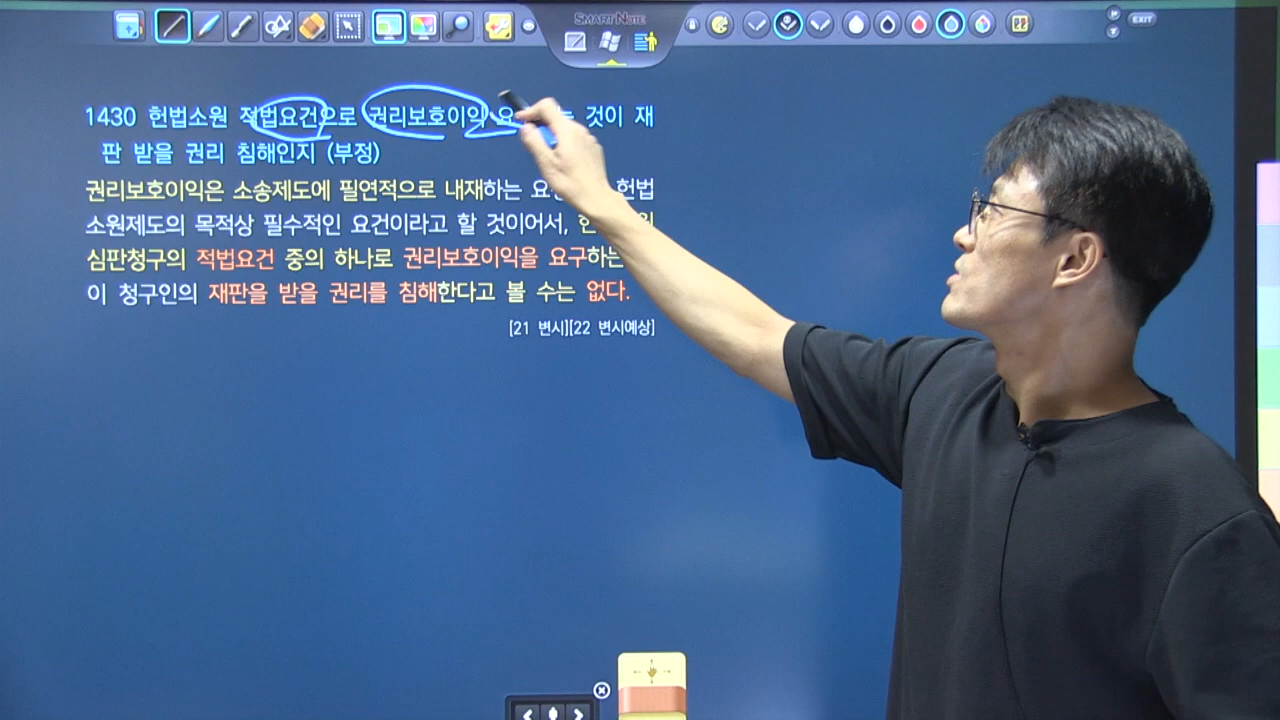 SMART NOTE
EXIT
1430 헌법소원 적법요건으로 권리보호이익 것이 재
판 받을 권리 침해인지 (부정)
권리보호이익은 소송제도에 필연적으로 내재하는 헌법
소원제도의 목적상 필수적인 요건이라고 할 것이어서,
심판청구의 적법요건 중의 하나로 권리보호이익을 요구하는
이 청구인의 재판을 받을 권리를 침해한다고 볼 수는 없다.
[21 변시][22 변시예상]